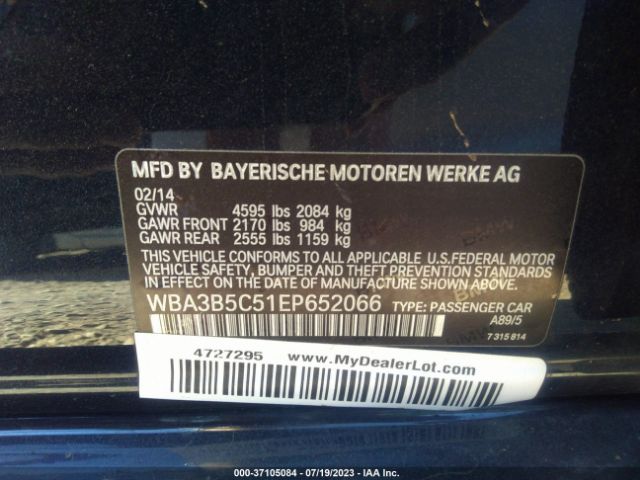 MFD BY BAYERISCHE MOTOREN WERKE AG
02/14
GVWR 4595 lbs 2084 kg
GAWR FRONT 2170 lbs 984 kg
GAWR REAR 2555 lbs 1159 kg
THIS VEHICLE CONFORMS TO ALL APPLICABLE U.S.FEDERAL MOTOR
VEHICLE SAFETY, BUMPER AND THEFT PREVENTION STANDARDS
IN EFFECT ON THE DATE OF MANUFACTURE SHOWN ABOVE.
WBA3B5C51EP652066 TYPE: PASSENGER CAR
A89/5
7 315 814
4727295 www.MyDealerLot.com
000-37105084 - 07/19/2023 - IAA Inc.